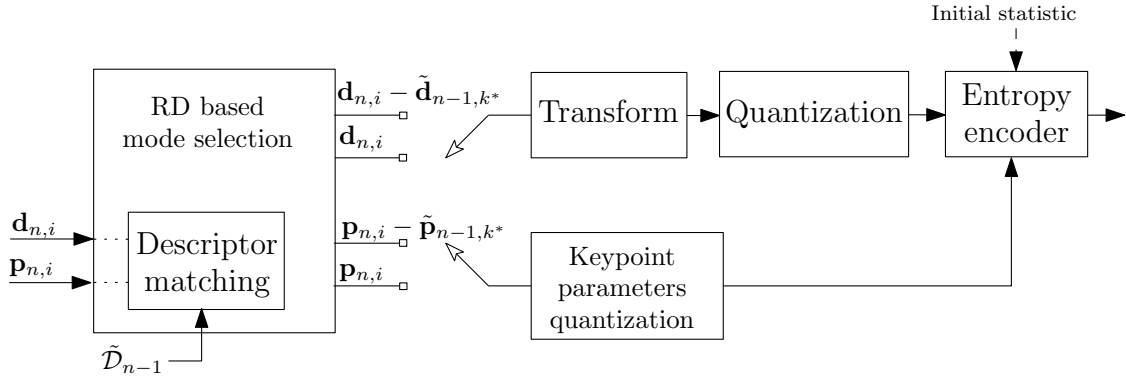 Initial statistic
RD based
mode selection
𝐝_{n,i} − 𝐝̃_{n−1,k*}
𝐝_{n,i}
Transform
Quantization
Entropy
encoder
𝐝_{n,i}
𝐩_{n,i}
Descriptor
matching
𝐩_{n,i} − 𝐩̃_{n−1,k*}
𝐩_{n,i}
Keypoint
parameters
quantization
𝒟̃_{n−1}